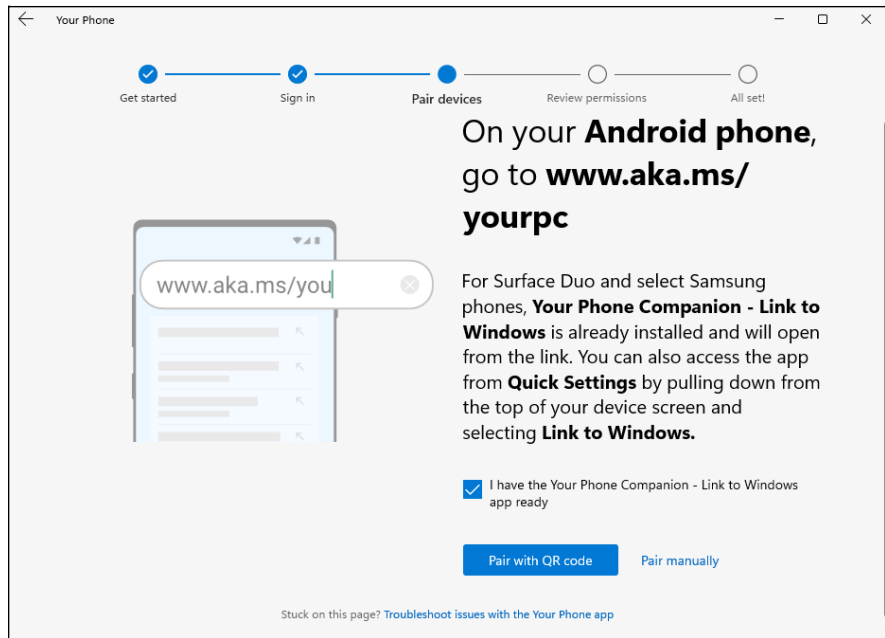 Your Phone
Get started
Sign in
Pair devices
Review permissions
All set!
On your Android phone,
go to www.aka.ms/
yourpc
www.aka.ms/you
For Surface Duo and select Samsung
phones, Your Phone Companion - Link to
Windows is already installed and will open
from the link. You can also access the app
from Quick Settings by pulling down from
the top of your device screen and
selecting Link to Windows.
I have the Your Phone Companion - Link to Windows
app ready
Pair with QR code
Pair manually
Stuck on this page? Troubleshoot issues with the Your Phone app